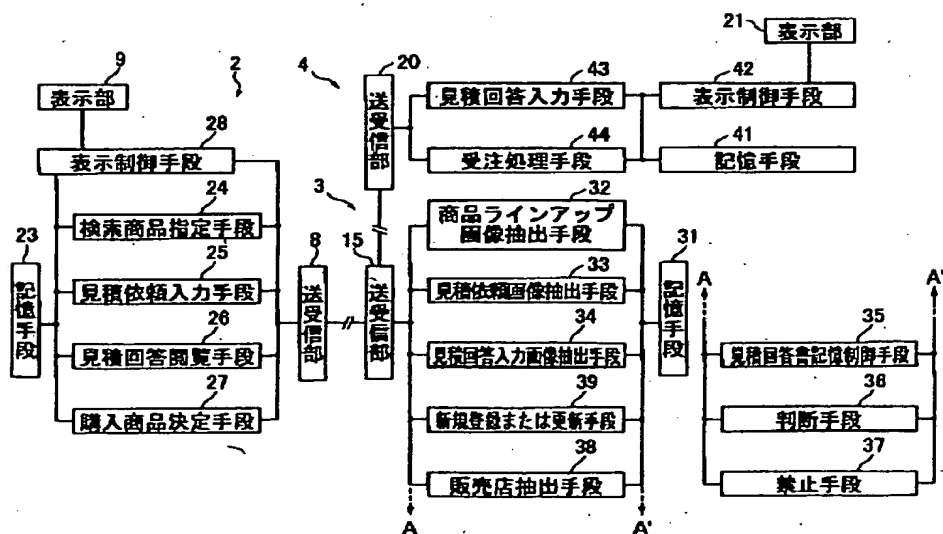 9
表示部
2
28
表示制御手段
24
検索商品指定手段
23
記憶手段
25
見積依頼入力手段
26
見積回答閲覧手段
27
購入商品決定手段
8
送受信部
4
20
送受信部
3
15
送受信部
43
見積回答入力手段
44
受注処理手段
21
表示部
42
表示制御手段
41
記憶手段
32
商品ラインアップ
画像抽出手段
33
見積依頼画像抽出手段
34
見積回答入力画像抽出手段
39
新規登録または更新手段
38
販売店抽出手段
A
A'
31
記憶手段
A
A'
35
見積回答書記憶制御手段
36
判断手段
37
禁止手段